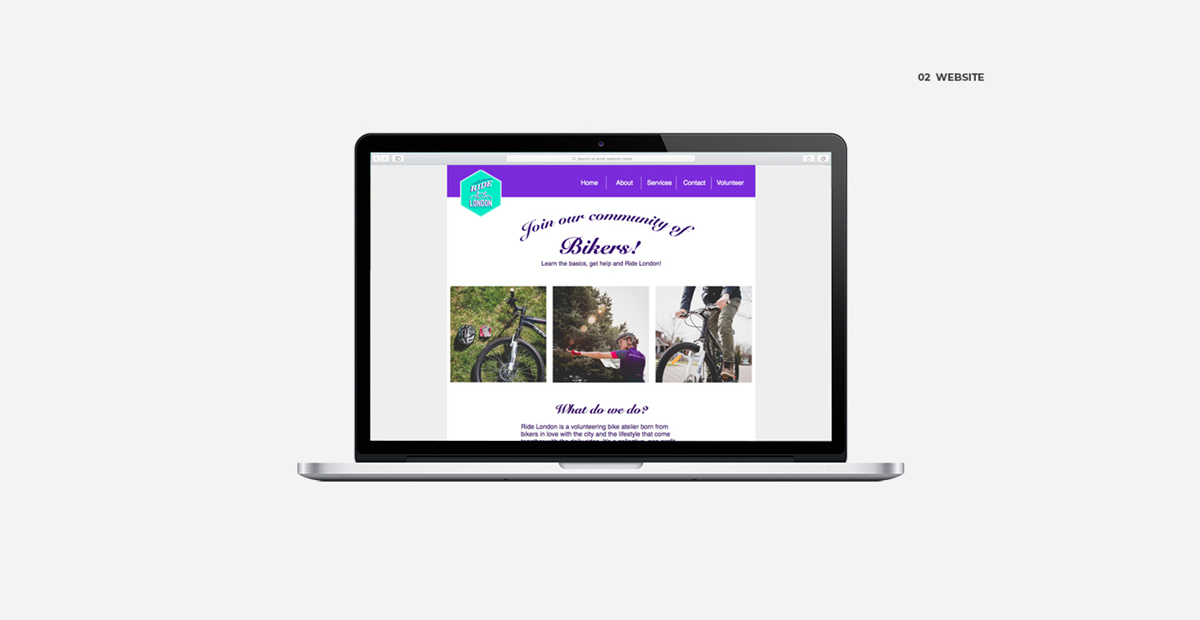 02 WEBSITE
Search or enter website name
RIDE
LONDON
Home About Services Contact Volunteer
Join our community of
Bikers!
Learn the basics, get help and Ride London!
What do we do?
Ride London is a volunteering bike atelier born from
bikers in love with the city and the lifestyle that come